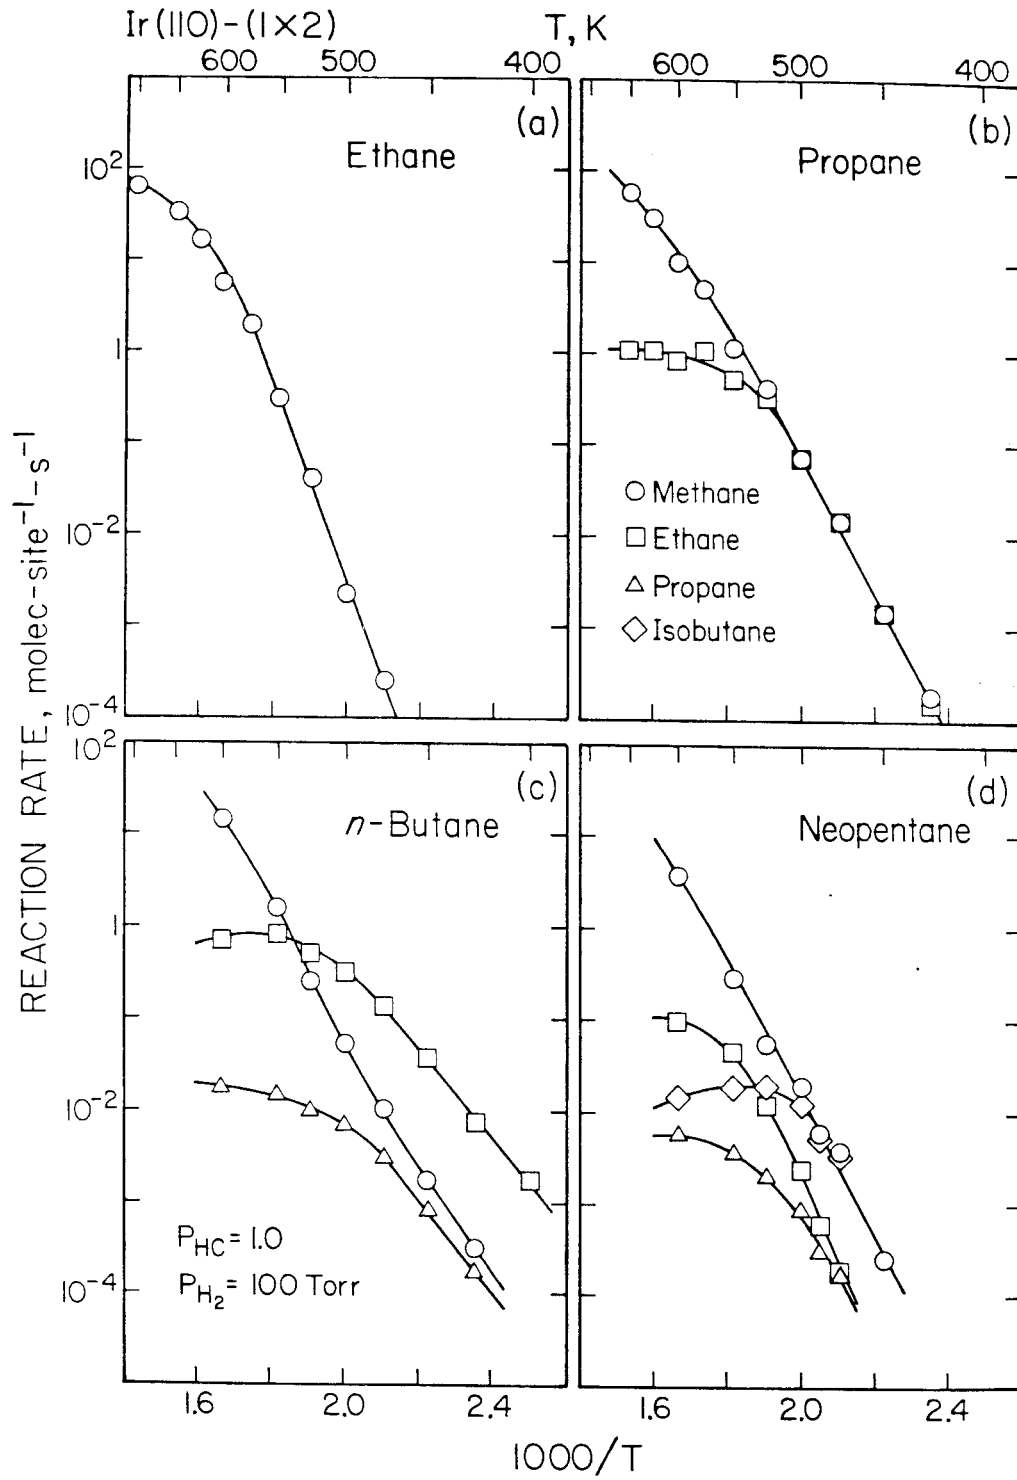 Ir(110)-(1×2) T, K
600 500 400 600 500 400
(a) (b)
Ethane Propane
10² 1 10⁻² 10⁻⁴
○ Methane
□ Ethane
△ Propane
◇ Isobutane
REACTION RATE, molec-site⁻¹-s⁻¹
(c) (d)
n-Butane Neopentane
10² 1 10⁻² 10⁻⁴
P_HC = 1.0
P_H₂ = 100 Torr
1.6 2.0 2.4 1.6 2.0 2.4
1000/T